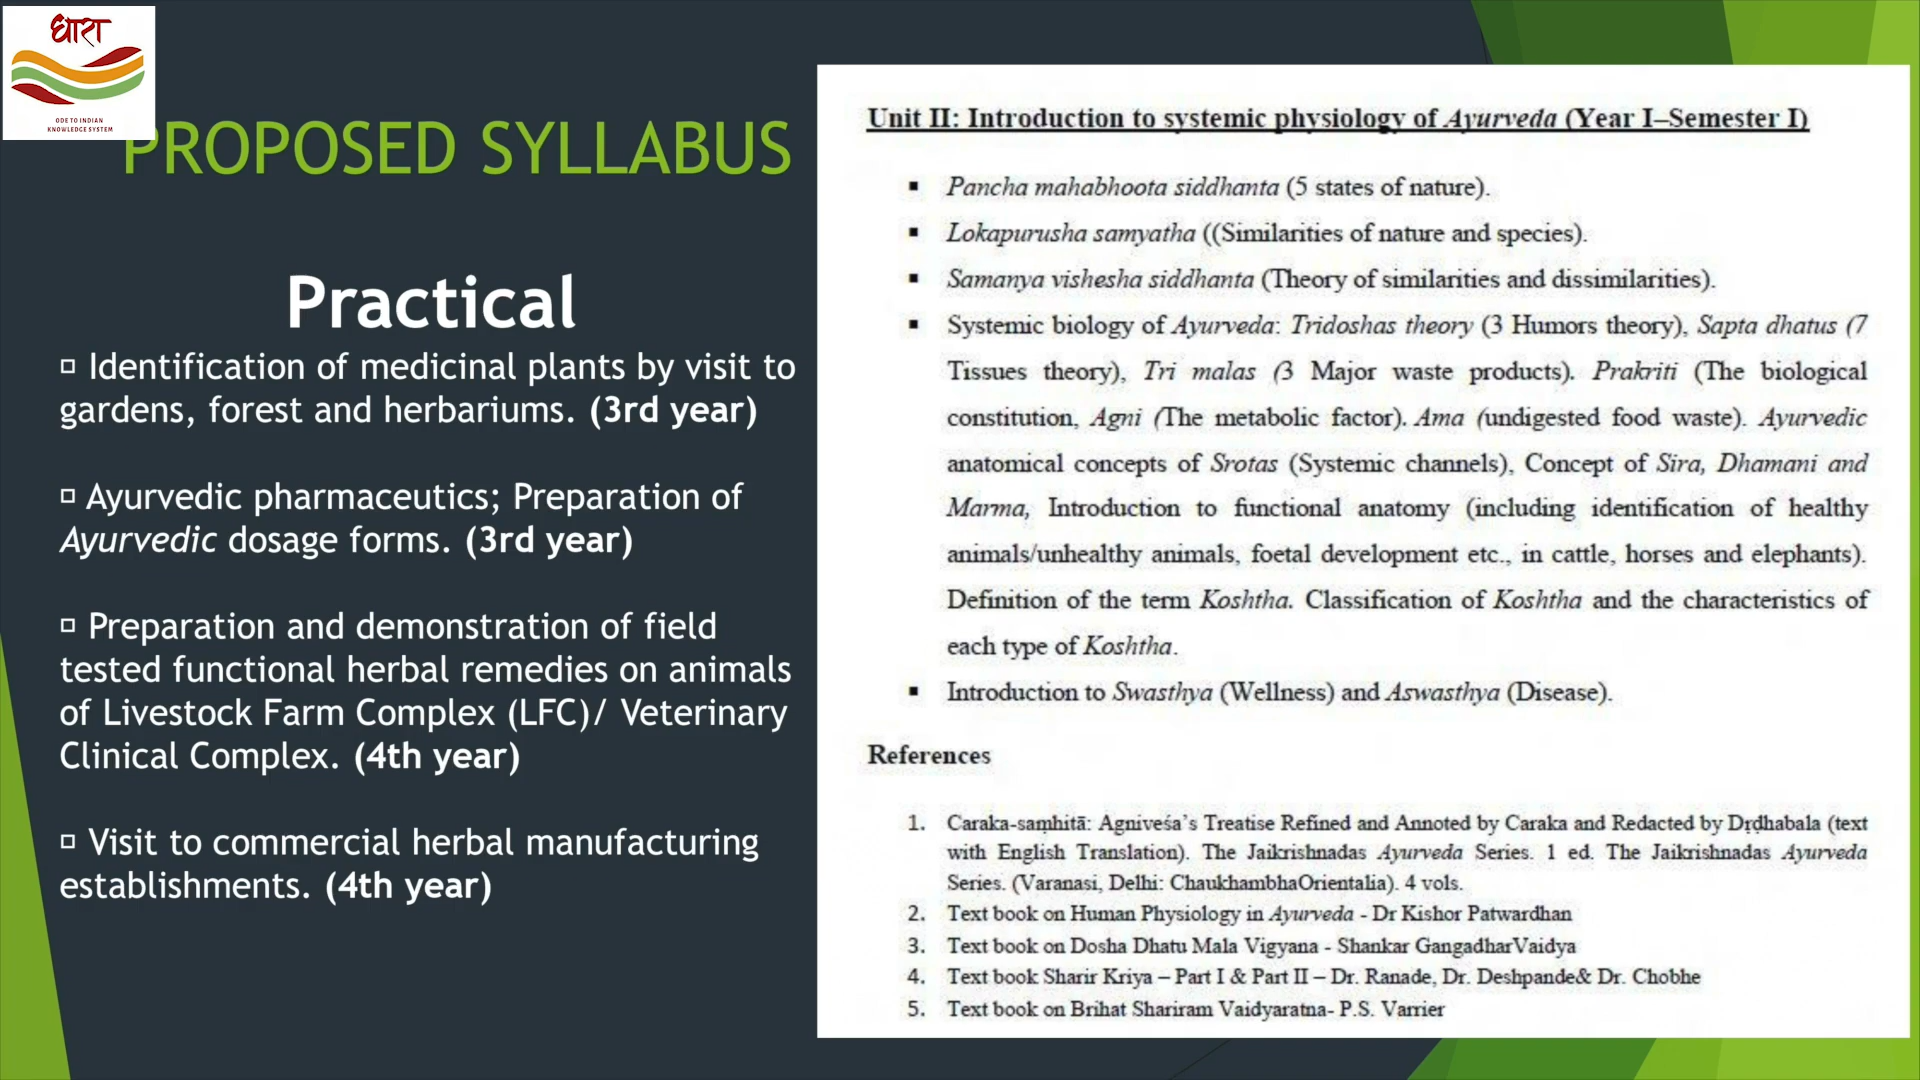 धारा
ODE TO INDIAN
KNOWLEDGE SYSTEM
PROPOSED SYLLABUS
Practical
Identification of medicinal plants by visit to
gardens, forest and herbariums. (3rd year)
Ayurvedic pharmaceutics; Preparation of
Ayurvedic dosage forms. (3rd year)
Preparation and demonstration of field
tested functional herbal remedies on animals
of Livestock Farm Complex (LFC)/ Veterinary
Clinical Complex. (4th year)
Visit to commercial herbal manufacturing
establishments. (4th year)
Unit II: Introduction to systemic physiology of Ayurveda (Year I–Semester I)
▪ Pancha mahabhoota siddhanta (5 states of nature).
▪ Lokapurusha samyatha ((Similarities of nature and species).
▪ Samanya vishesha siddhanta (Theory of similarities and dissimilarities).
▪ Systemic biology of Ayurveda: Tridoshas theory (3 Humors theory), Sapta dhatus (7
Tissues theory), Tri malas (3 Major waste products). Prakriti (The biological
constitution, Agni (The metabolic factor). Ama (undigested food waste). Ayurvedic
anatomical concepts of Srotas (Systemic channels), Concept of Sira, Dhamani and
Marma, Introduction to functional anatomy (including identification of healthy
animals/unhealthy animals, foetal development etc., in cattle, horses and elephants).
Definition of the term Koshtha. Classification of Koshtha and the characteristics of
each type of Koshtha.
▪ Introduction to Swasthya (Wellness) and Aswasthya (Disease).
References
1. Caraka-saṃhitā: Agniveśa’s Treatise Refined and Annoted by Caraka and Redacted by Dṛḍhabala (text
with English Translation). The Jaikrishnadas Ayurveda Series. 1 ed. The Jaikrishnadas Ayurveda
Series. (Varanasi, Delhi: ChaukhambhaOrientalia). 4 vols.
2. Text book on Human Physiology in Ayurveda - Dr Kishor Patwardhan
3. Text book on Dosha Dhatu Mala Vigyana - Shankar GangadharVaidya
4. Text book Sharir Kriya – Part I & Part II – Dr. Ranade, Dr. Deshpande& Dr. Chobhe
5. Text book on Brihat Shariram Vaidyaratna- P.S. Varrier